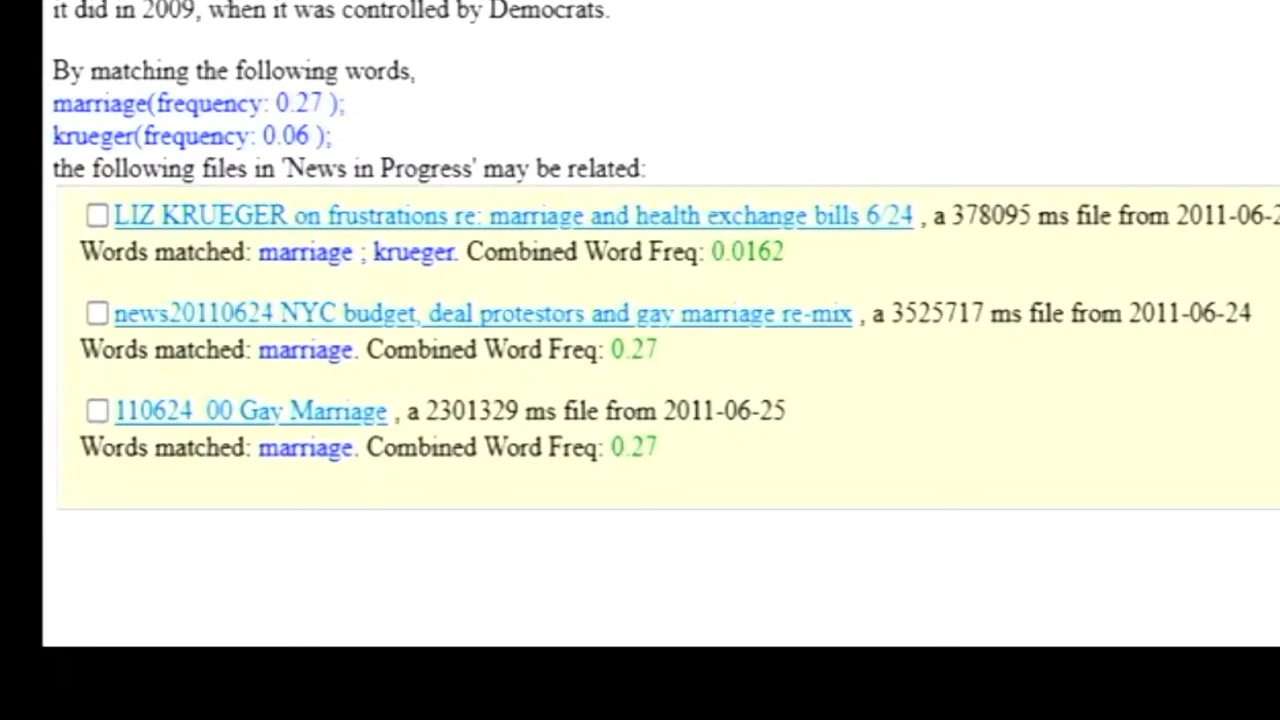 it did in 2009, when it was controlled by Democrats.
By matching the following words,
marriage(frequency: 0.27 );
krueger(frequency: 0.06 );
the following files in 'News in Progress' may be related:
LIZ KRUEGER on frustrations re: marriage and health exchange bills 6/24 , a 378095 ms file from 2011-06-2
Words matched: marriage ; krueger. Combined Word Freq: 0.0162
news20110624 NYC budget, deal protestors and gay marriage re-mix , a 3525717 ms file from 2011-06-24
Words matched: marriage. Combined Word Freq: 0.27
110624_00 Gay Marriage , a 2301329 ms file from 2011-06-25
Words matched: marriage. Combined Word Freq: 0.27